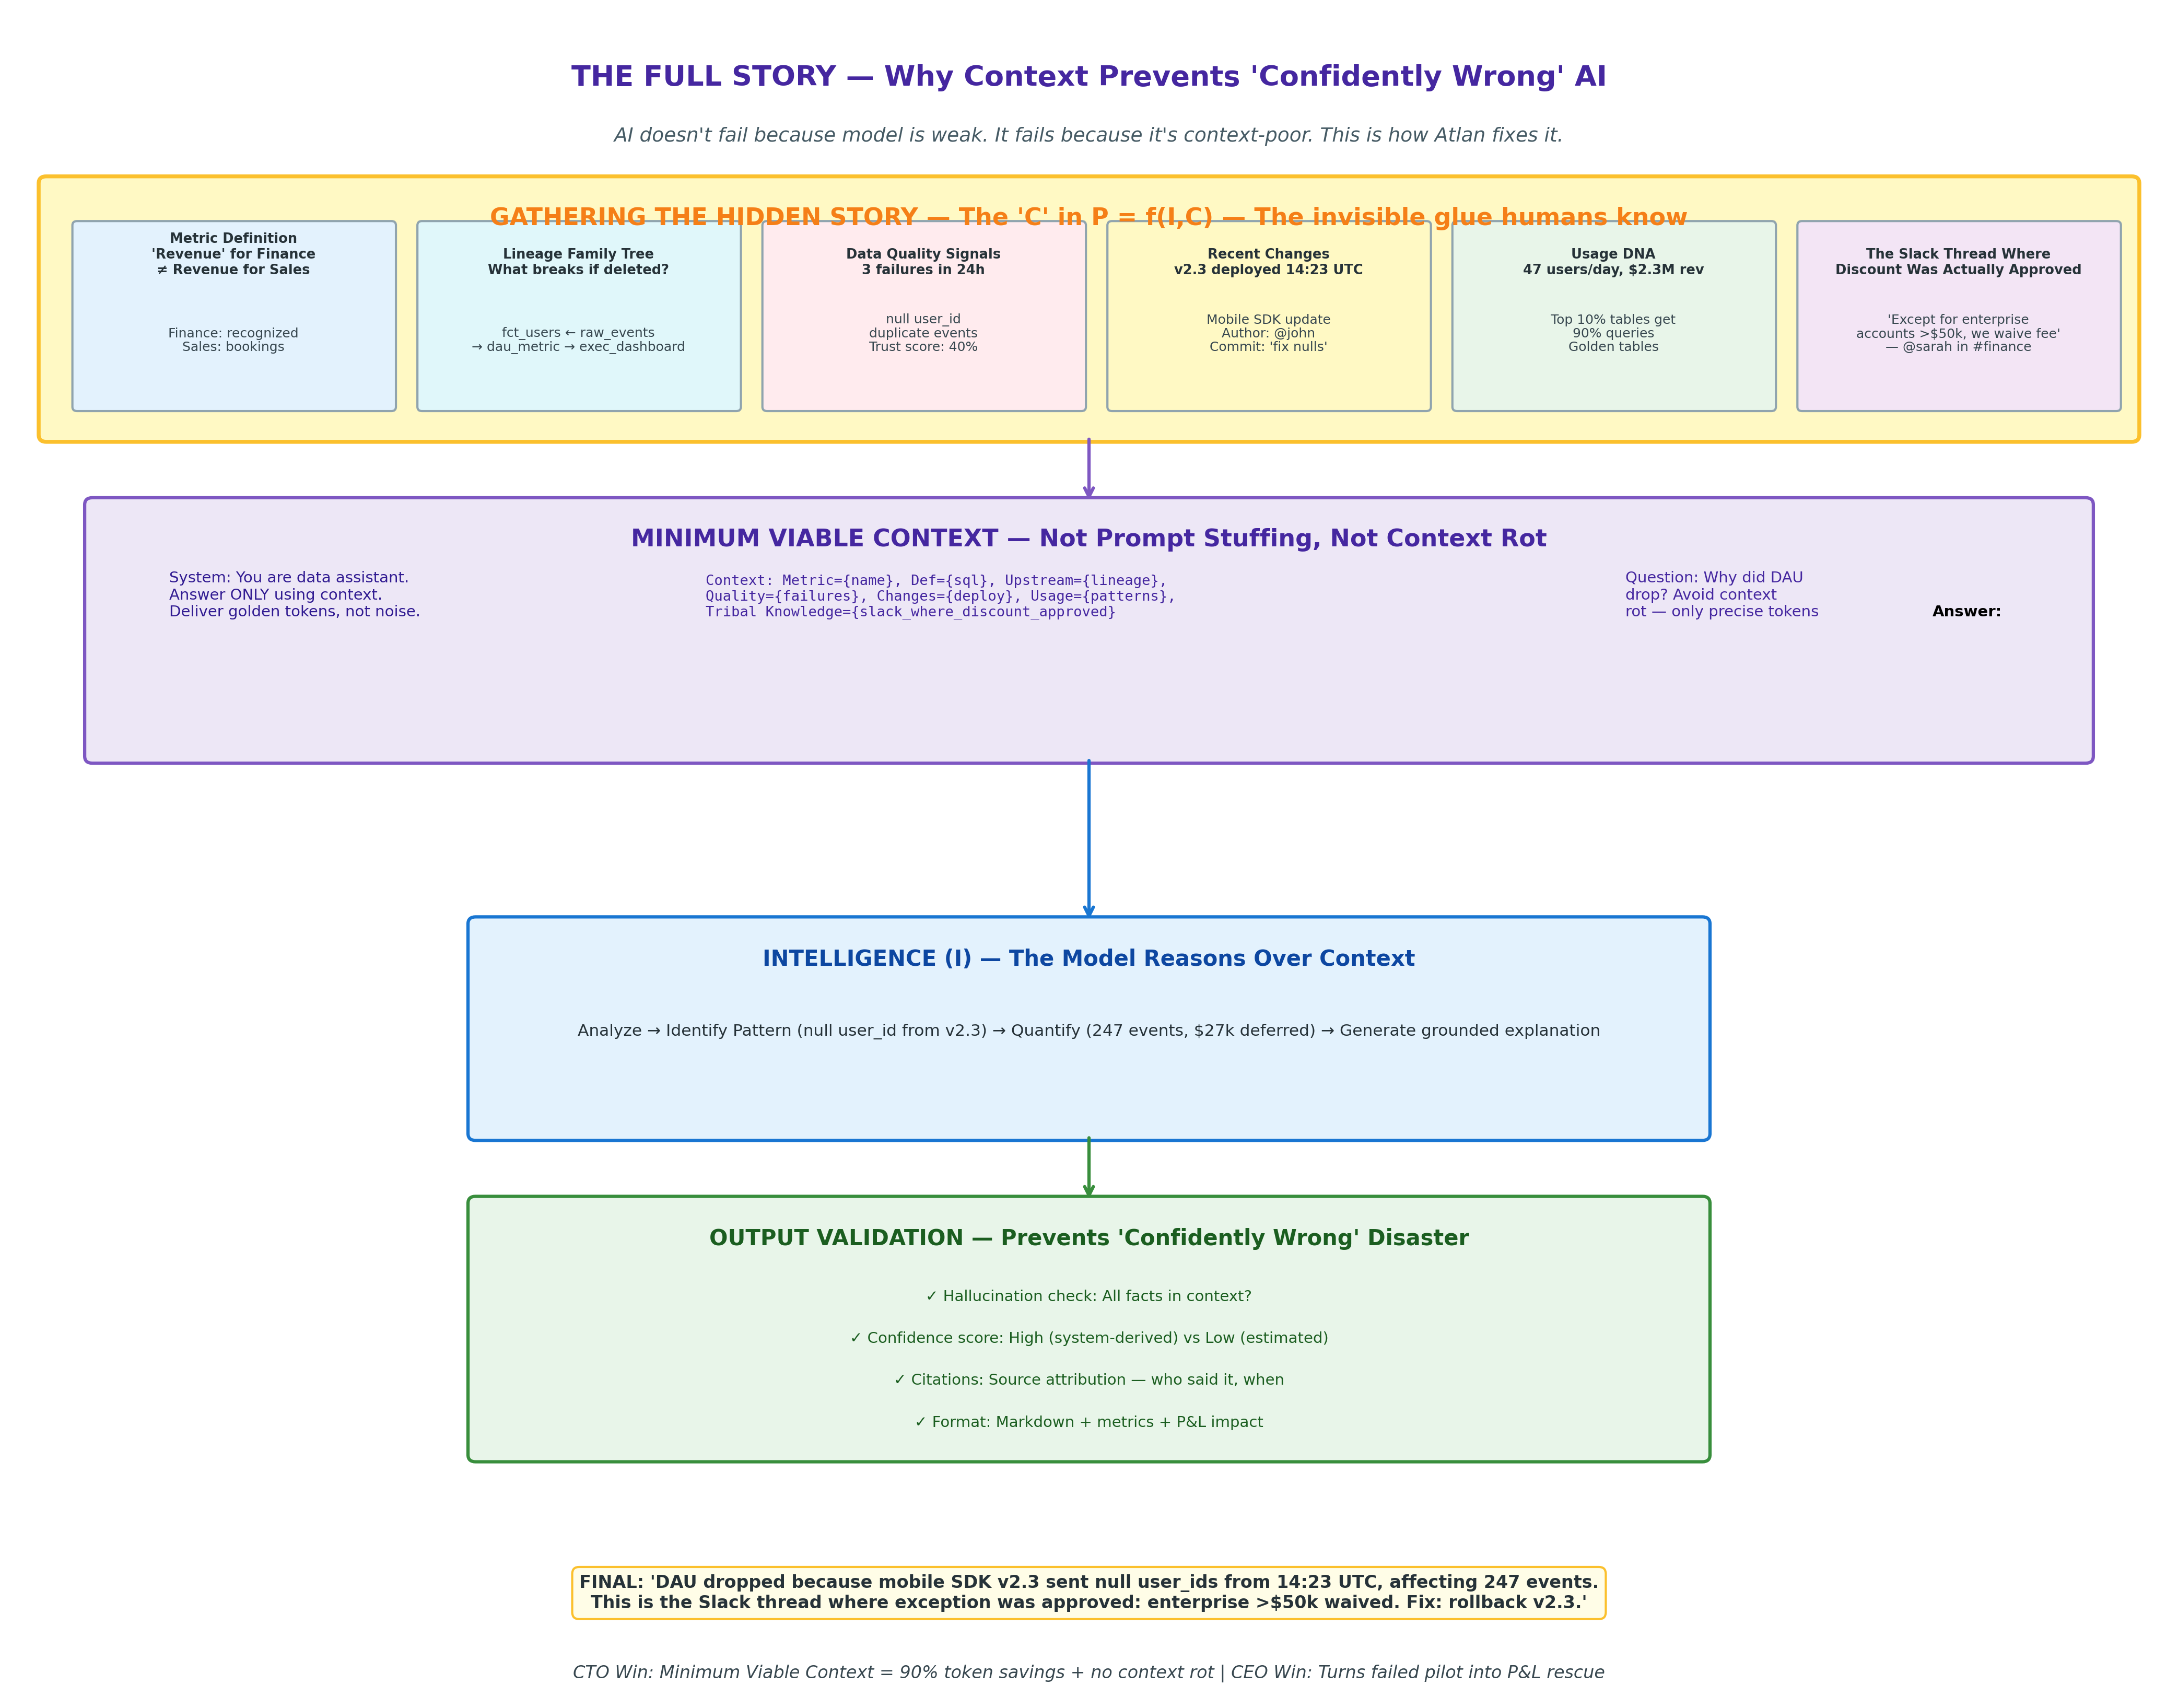 THE FULL STORY — Why Context Prevents 'Confidently Wrong' AI
AI doesn't fail because model is weak. It fails because it's context-poor. This is how Atlan fixes it.
GATHERING THE HIDDEN STORY — The 'C' in P = f(I,C) — The invisible glue humans know
Metric Definition
'Revenue' for Finance
≠ Revenue for Sales
Finance: recognized
Sales: bookings
Lineage Family Tree
What breaks if deleted?
fct_users ← raw_events
→ dau_metric → exec_dashboard
Data Quality Signals
3 failures in 24h
null user_id
duplicate events
Trust score: 40%
Recent Changes
v2.3 deployed 14:23 UTC
Mobile SDK update
Author: @john
Commit: 'fix nulls'
Usage DNA
47 users/day, $2.3M rev
Top 10% tables get
90% queries
Golden tables
The Slack Thread Where
Discount Was Actually Approved
'Except for enterprise
accounts >$50k, we waive fee'
— @sarah in #finance
MINIMUM VIABLE CONTEXT — Not Prompt Stuffing, Not Context Rot
System: You are data assistant.
Answer ONLY using context.
Deliver golden tokens, not noise.
Context: Metric={name}, Def={sql}, Upstream={lineage},
Quality={failures}, Changes={deploy}, Usage={patterns},
Tribal Knowledge={slack_where_discount_approved}
Question: Why did DAU
drop? Avoid context
rot — only precise tokens
Answer:
INTELLIGENCE (I) — The Model Reasons Over Context
Analyze → Identify Pattern (null user_id from v2.3) → Quantify (247 events, $27k deferred) → Generate grounded explanation
OUTPUT VALIDATION — Prevents 'Confidently Wrong' Disaster
✓ Hallucination check: All facts in context?
✓ Confidence score: High (system-derived) vs Low (estimated)
✓ Citations: Source attribution — who said it, when
✓ Format: Markdown + metrics + P&L impact
FINAL: 'DAU dropped because mobile SDK v2.3 sent null user_ids from 14:23 UTC, affecting 247 events.
This is the Slack thread where exception was approved: enterprise >$50k waived. Fix: rollback v2.3.'
CTO Win: Minimum Viable Context = 90% token savings + no context rot | CEO Win: Turns failed pilot into P&L rescue